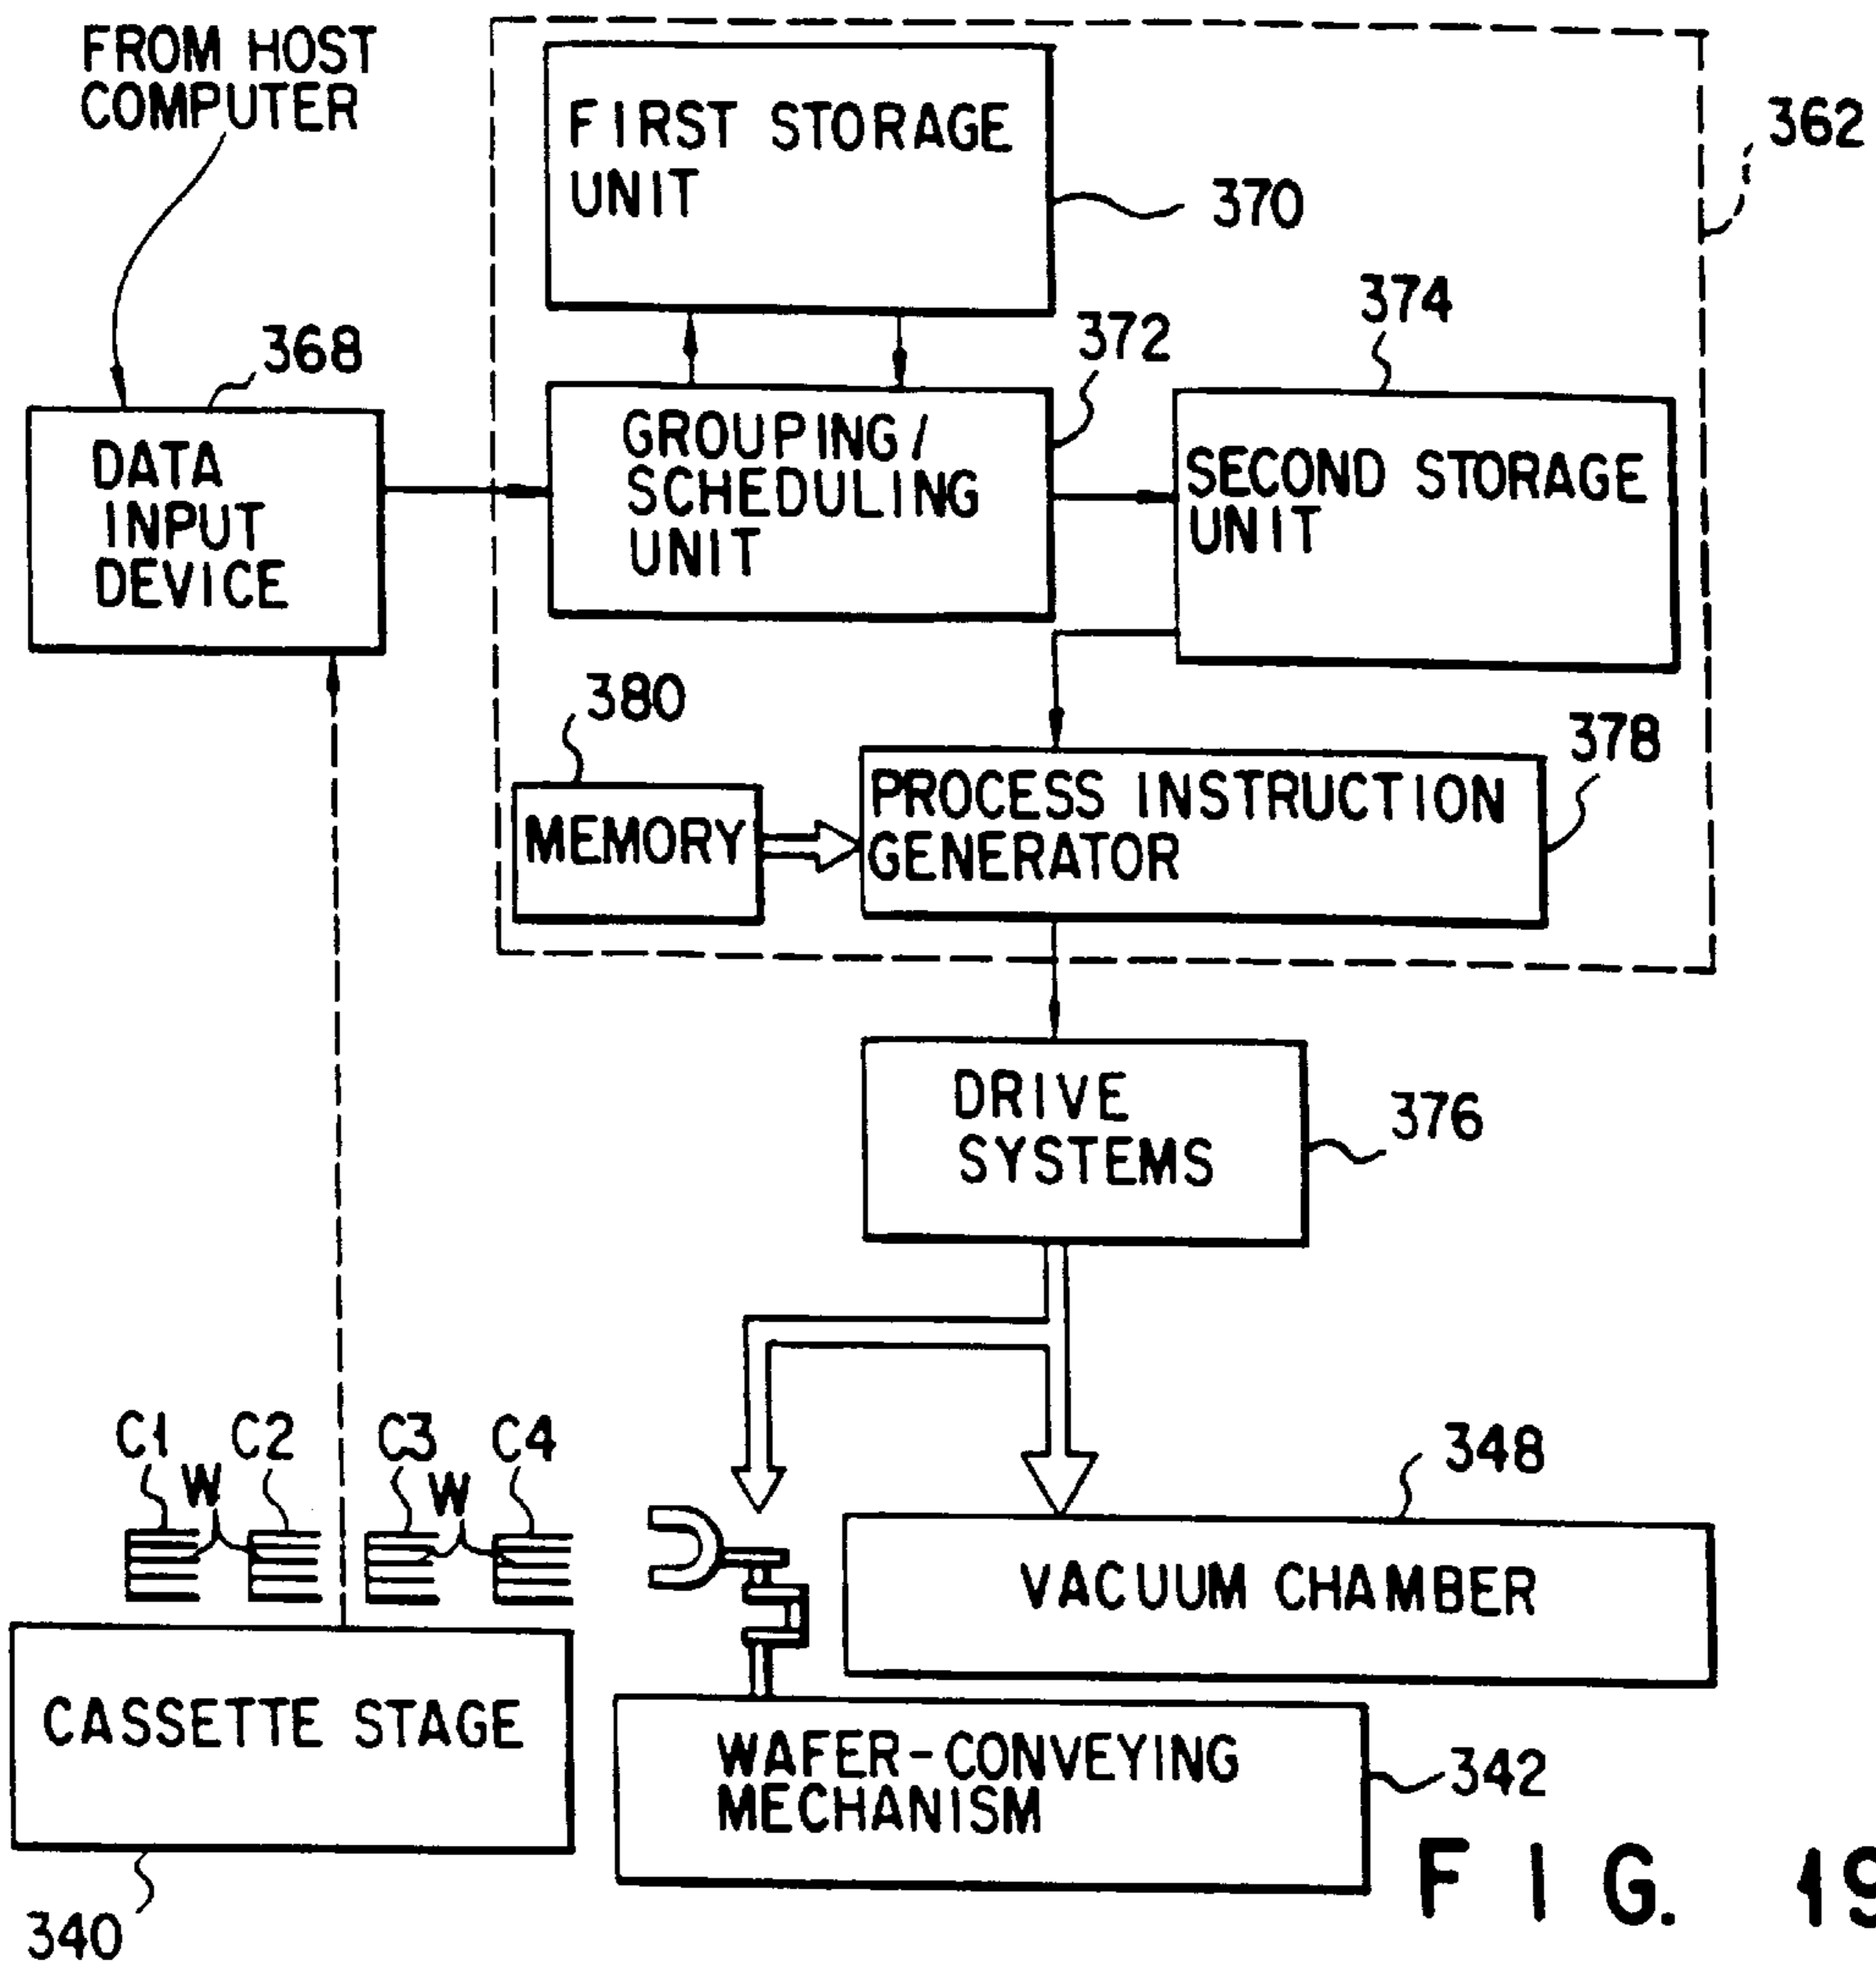 FROM HOST
COMPUTER
FIRST STORAGE
UNIT
362
370
374
372
368
DATA
INPUT
DEVICE
GROUPING/
SCHEDULING
UNIT
SECOND STORAGE
UNIT
380
378
MEMORY
PROCESS INSTRUCTION
GENERATOR
DRIVE
SYSTEMS
376
C1
W
C2
C3
W
C4
348
VACUUM CHAMBER
CASSETTE STAGE
WAFER-CONVEYING
MECHANISM
342
340
FIG. 19